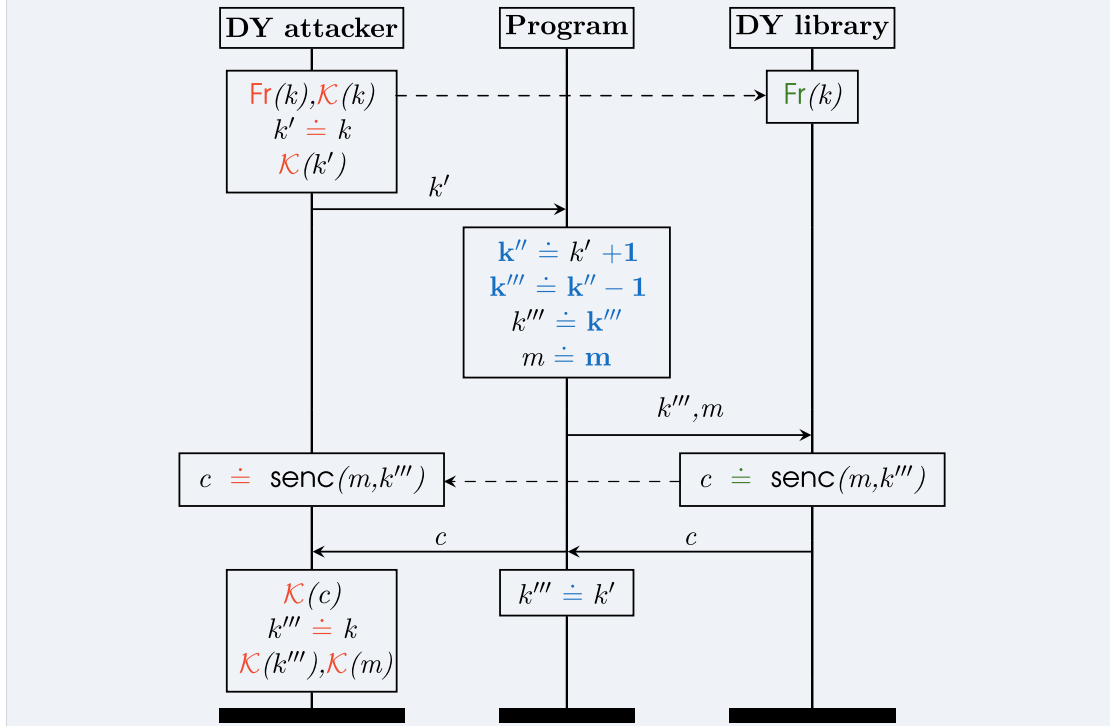 DY attacker
Program
DY library
Fr(k),𝒦(k)
k′ ≐ k
𝒦(k′)
Fr(k)
k′
k″ ≐ k′ +1
k‴ ≐ k″ − 1
k‴ ≐ k‴
m ≐ m
k‴,m
c ≐ senc(m,k‴)
c ≐ senc(m,k‴)
c
c
𝒦(c)
k‴ ≐ k
𝒦(k‴),𝒦(m)
k‴ ≐ k′